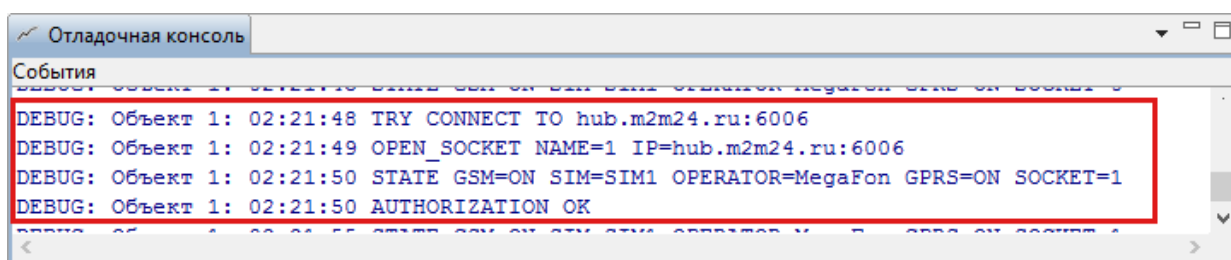 Отладочная консоль
События
DEBUG: Объект 1: 02:21:48 TRY CONNECT TO hub.m2m24.ru:6006
DEBUG: Объект 1: 02:21:49 OPEN_SOCKET NAME=1 IP=hub.m2m24.ru:6006
DEBUG: Объект 1: 02:21:50 STATE GSM=ON SIM=SIM1 OPERATOR=MegaFon GPRS=ON SOCKET=1
DEBUG: Объект 1: 02:21:50 AUTHORIZATION OK